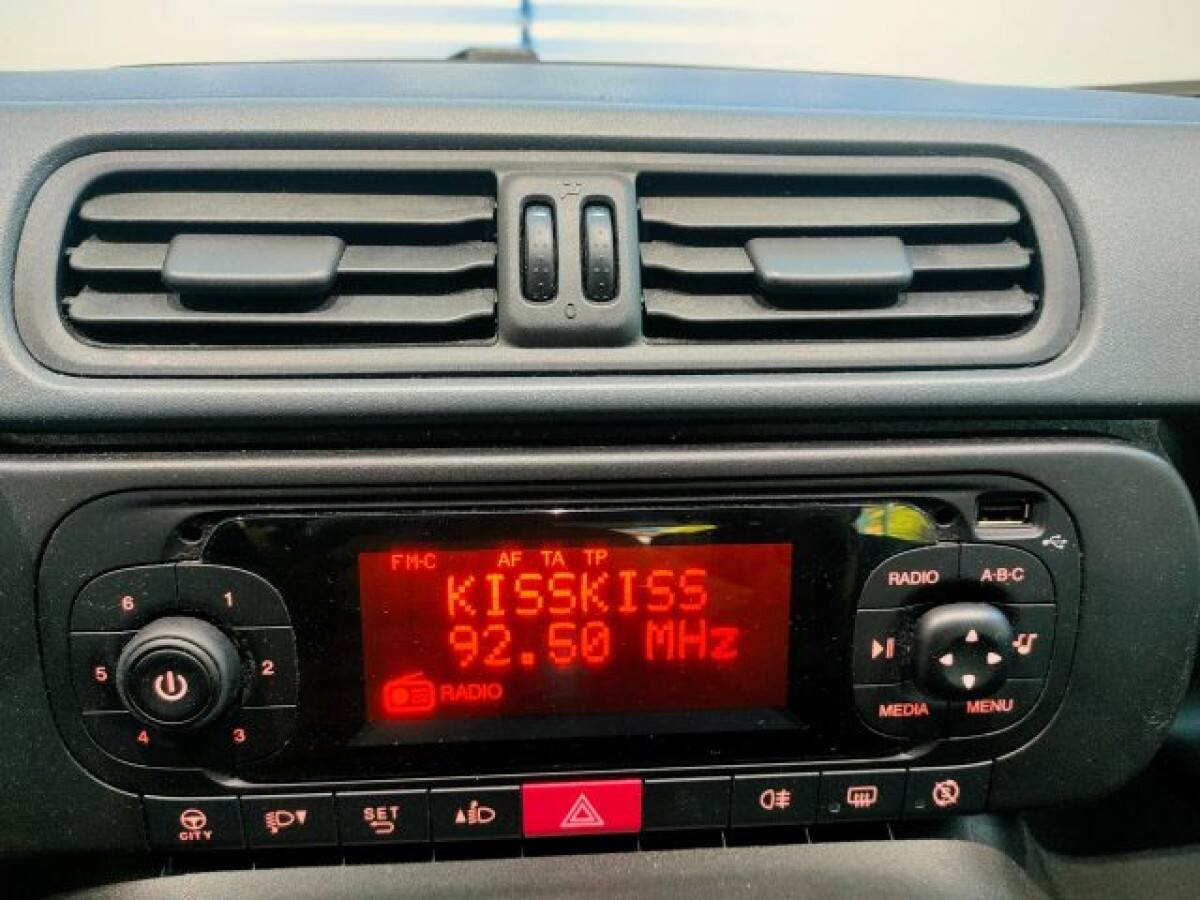 FM-C AF TA TP
KISSKISS
92.50 MHz
RADIO
6 1
5 2
4 3
RADIO A·B·C
MEDIA MENU
CITY
SET
0